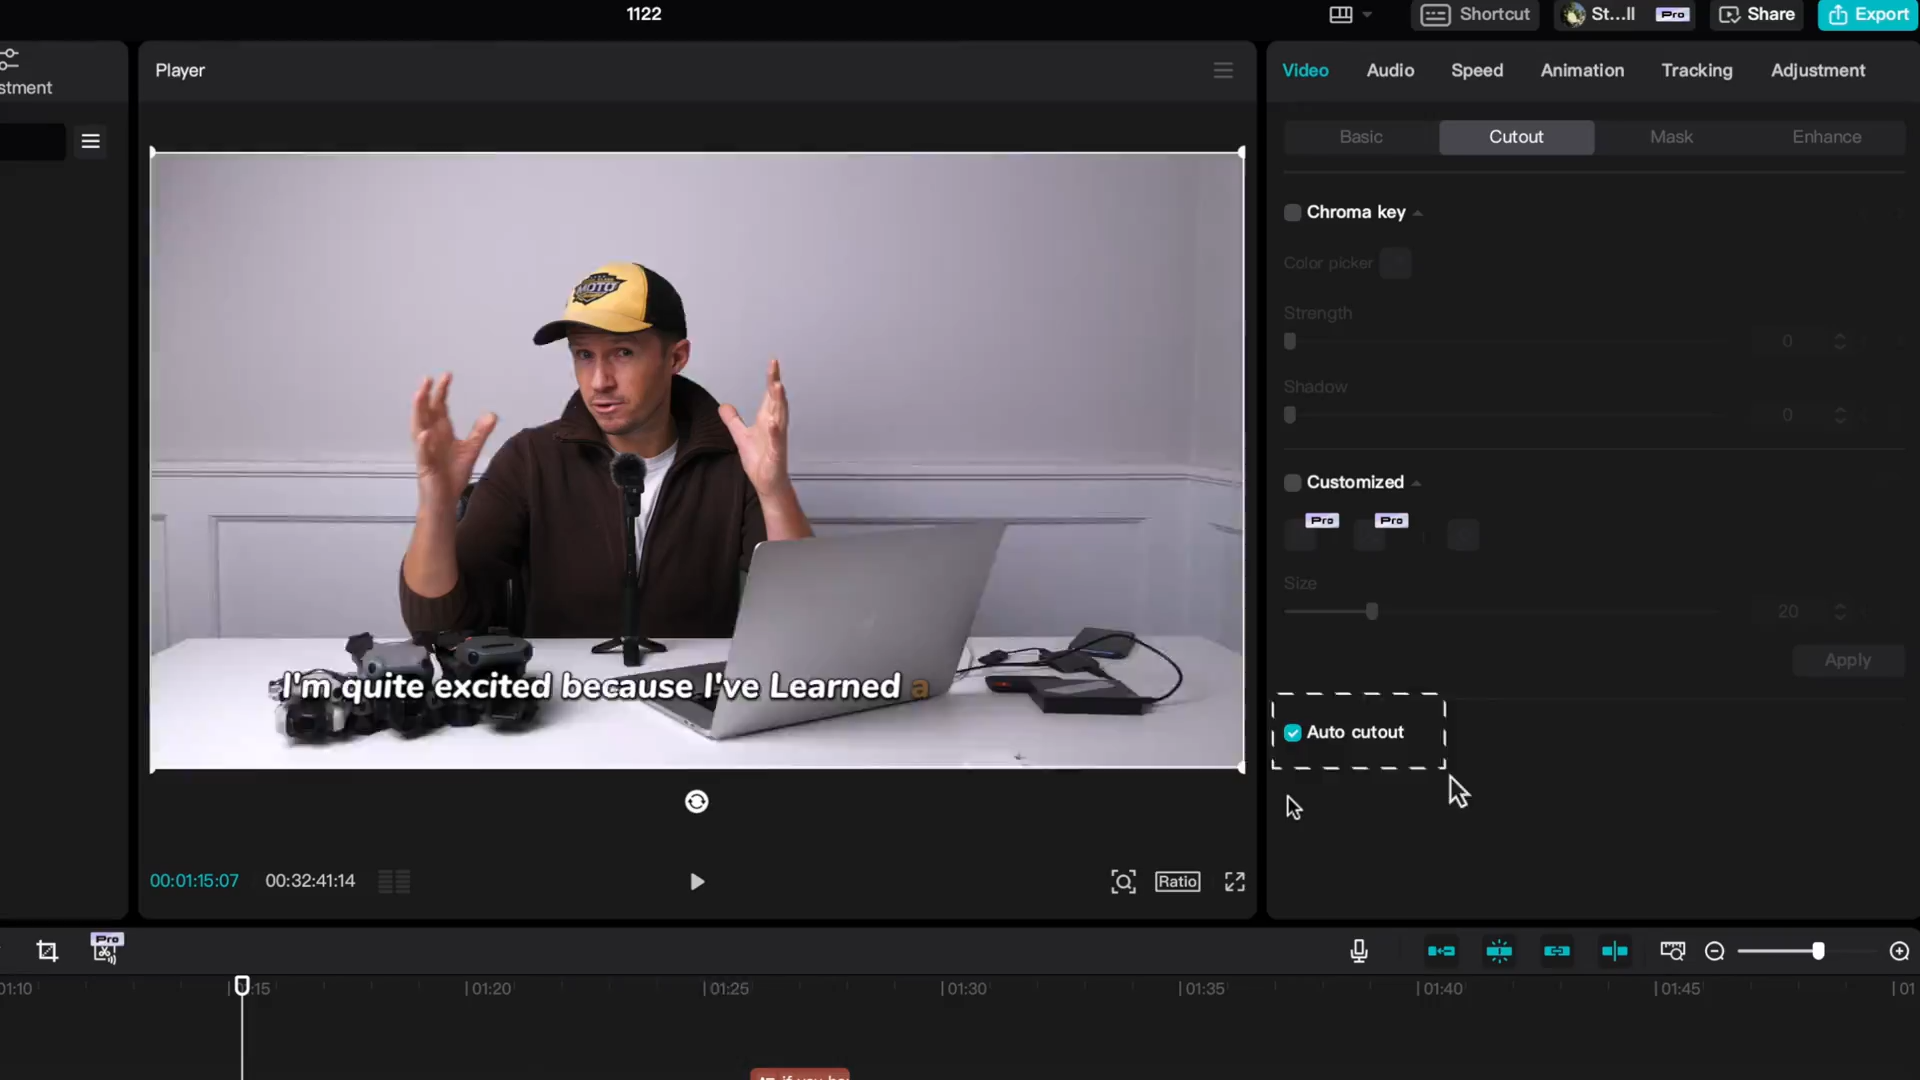 1122
Shortcut
St...ll
Pro
Share
Export
stment
Player
Video
Audio
Speed
Animation
Tracking
Adjustment
Basic
Cutout
Mask
Enhance
Chroma key
Color picker
Strength
0
Shadow
0
Customized
Pro
Pro
Size
20
Apply
Auto cutout
MOTO
I'm quite excited because I've Learned a
00:01:15:07
00:32:41:14
Ratio
Pro
01:10
:15
01:20
01:25
01:30
01:35
01:40
01:45
01